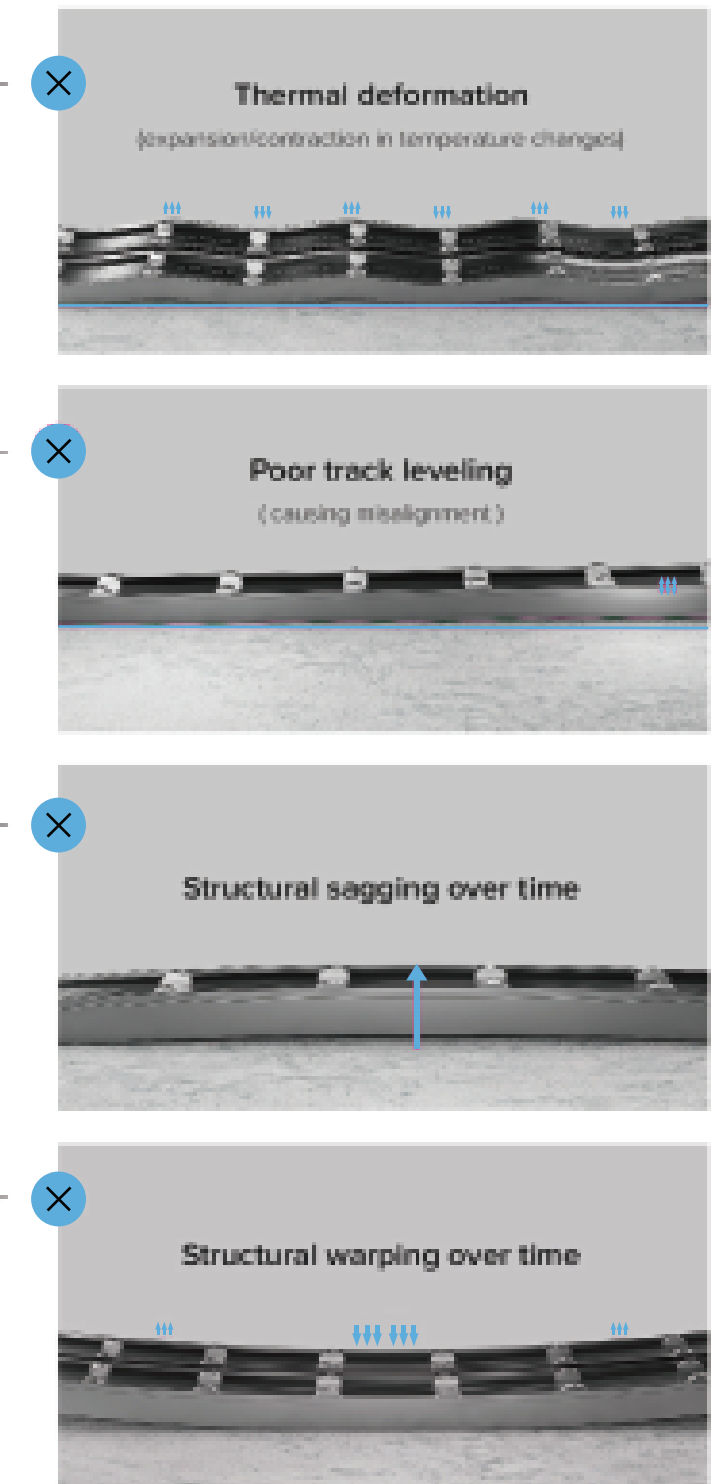 Thermal deformation
(expansion/contraction in temperature changes)
Poor track leveling
( causing misalignment )
Structural sagging over time
Structural warping over time